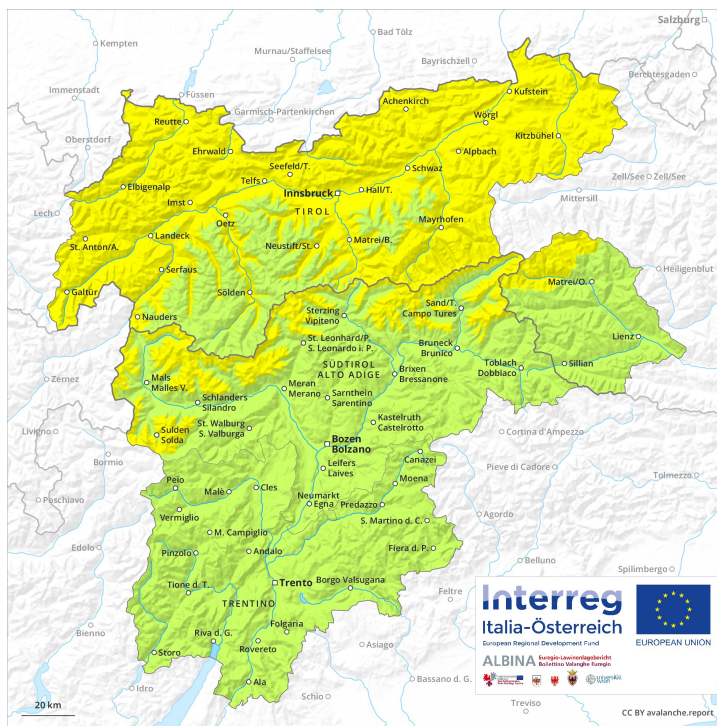 Salzburg
Kempten
Bad Tölz
Murnau/Staffelsee
Bayrischzell
Berchtesgaden
Immenstadt
Füssen
Garmisch-Partenkirchen
Achenkirch
Kufstein
Reutte
Wörgl
Oberstdorf
Ehrwald
Seefeld/T.
Alpbach
Kitzbühel
Telfs
Schwaz
Zell/See
Zell/See
Elbigenalp
Innsbruck
Hall/T.
Mittersill
Imst
TIROL
Lech
Oetz
Mayrhofen
St. Anton/A.
Landeck
Neustift/St.
Matrei/B.
Serfaus
Heiligenblut
Galtür
Sölden
Matrei/O.
Nauders
Sterzing
Vipiteno
Sand/T.
Campo Tures
Lienz
St. Leonhard/P.
S. Leonardo i. P.
Bruneck
Brunico
Toblach
Dobbiaco
Sillian
Zernez
Mals
Malles V.
SÜDTIROL
ALTO ADIGE
Brixen
Bressanone
Meran
Merano
Schlanders
Silandro
Sarnthein
Sarentino
Livigno
Sulden
Solda
St. Walburg
S. Valburga
Kastelruth
Castelrotto
Cortina d'Ampezzo
Bormio
Bozen
Bolzano
Leifers
Laives
Canazei
Pieve di Cadore
Tolmezzo
Poschiavo
Peio
Malè
Cles
Moena
Vermiglio
Neumarkt
Egna
Predazzo
Agordo
M. Campiglio
S. Martino d. C.
Edolo
Pinzolo
Andalo
Fiera d. P.
Belluno
Spilimbergo
Tione d. T.
Trento
Borgo Valsugana
Feltre
TRENTINO
Bienno
Folgaria
Riva d. G.
Rovereto
Asiago
Storo
Bassano d. G.
Idro
Ala
Schio
Treviso
20 km
Interreg
Italia-Österreich
European Regional Development Fund
EUROPEAN UNION
ALBINA
Euregio-Lawinenlagebericht
Bollettino Valanghe Euregio
universität
wien
CC BY avalanche.report